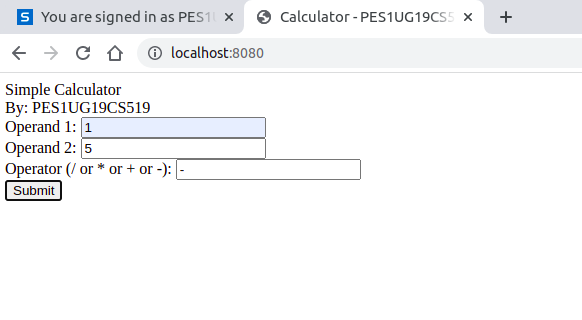 You are signed in as PES1U
Calculator - PES1UG19CS5
localhost:8080
Simple Calculator
By: PES1UG19CS519
Operand 1: 1
Operand 2: 5
Operator (/ or * or + or -): -
Submit